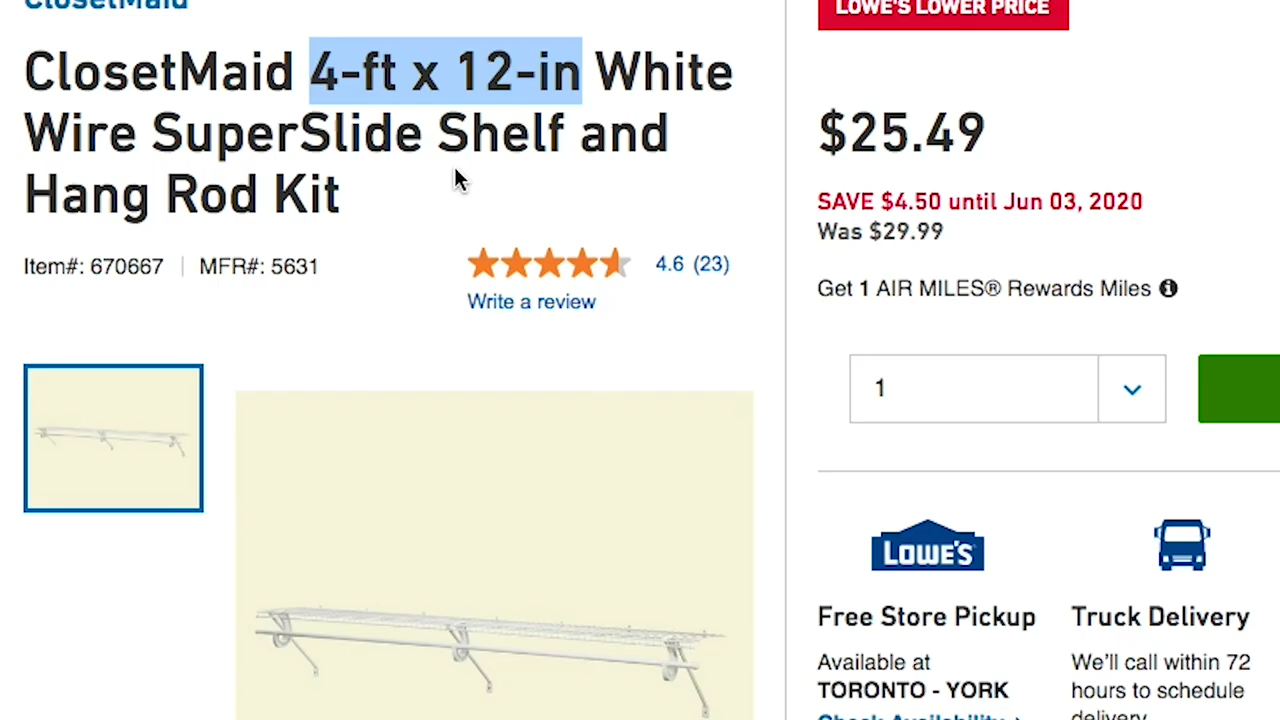 ClosetMaid
ClosetMaid 4-ft x 12-in White
Wire SuperSlide Shelf and
Hang Rod Kit
Item#: 670667 | MFR#: 5631
4.6 (23)
Write a review
LOWE'S LOWER PRICE
$25.49
SAVE $4.50 until Jun 03, 2020
Was $29.99
Get 1 AIR MILES® Rewards Miles
1
LOWE'S
Free Store Pickup
Available at
TORONTO - YORK
Check Availability
Truck Delivery
We'll call within 72
hours to schedule
delivery